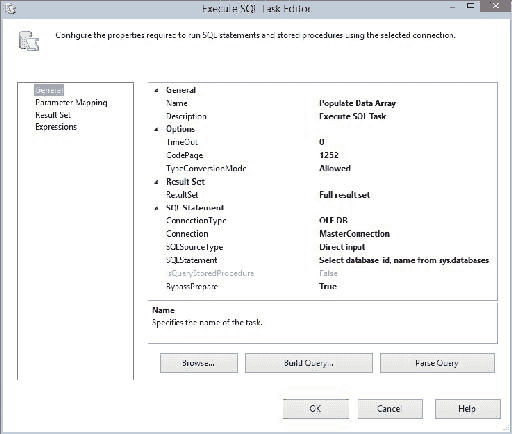 Execute SQL Task Editor
Configure the properties required to run SQL statements and stored procedures using the selected connection.
General
Parameter Mapping
Result Set
Expressions
General
Name Populate Data Array
Description Execute SQL Task
Options
TimeOut 0
CodePage 1252
TypeConversionMode Allowed
Result Set
ResultSet Full result set
SQL Statement
ConnectionType OLE DB
Connection MasterConnection
SQLSourceType Direct input
SQLStatement Select database_id, name from sys.databases
IsQueryStoredProcedure False
BypassPrepare True
Name
Specifies the name of the task.
Browse... Build Query... Parse Query
OK Cancel Help